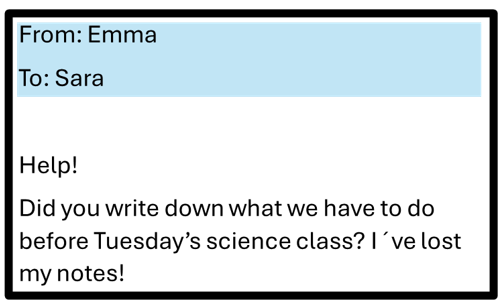 From: Emma
To: Sara
Help!
Did you write down what we have to do
before Tuesday’s science class? I´ve lost
my notes!